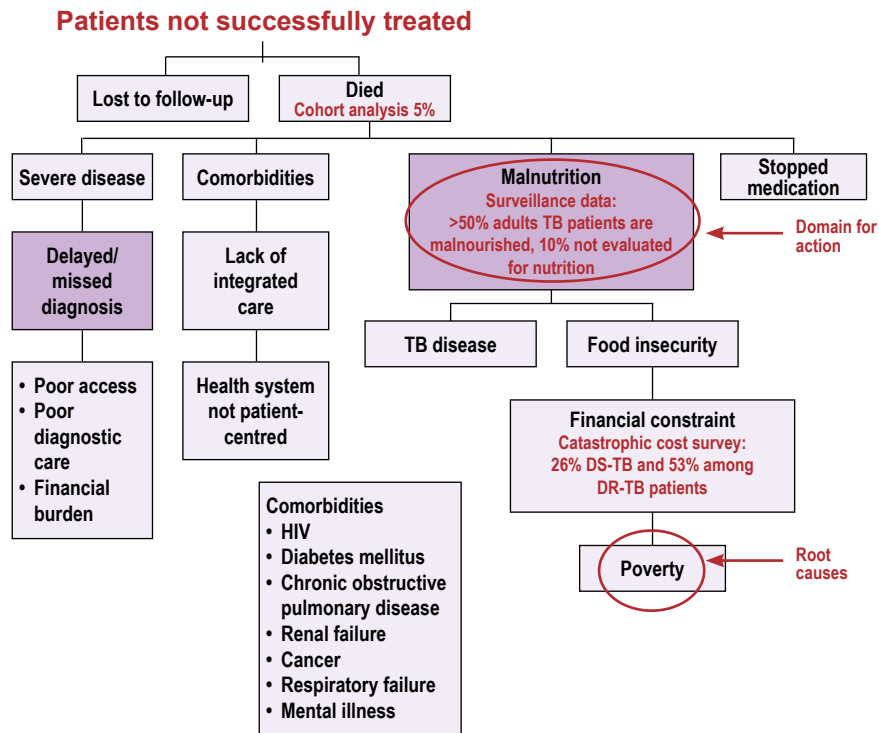 Patients not successfully treated
Lost to follow-up
Died
Cohort analysis 5%
Severe disease
Comorbidities
Malnutrition
Surveillance data:
>50% adults TB patients are
malnourished, 10% not evaluated
for nutrition
Stopped
medication
Domain for
action
Delayed/
missed
diagnosis
Lack of
integrated
care
TB disease
Food insecurity
• Poor access
• Poor
diagnostic
care
• Financial
burden
Health system
not patient-
centred
Financial constraint
Catastrophic cost survey:
26% DS-TB and 53% among
DR-TB patients
Comorbidities
• HIV
• Diabetes mellitus
• Chronic obstructive
pulmonary disease
• Renal failure
• Cancer
• Respiratory failure
• Mental illness
Poverty
Root
causes